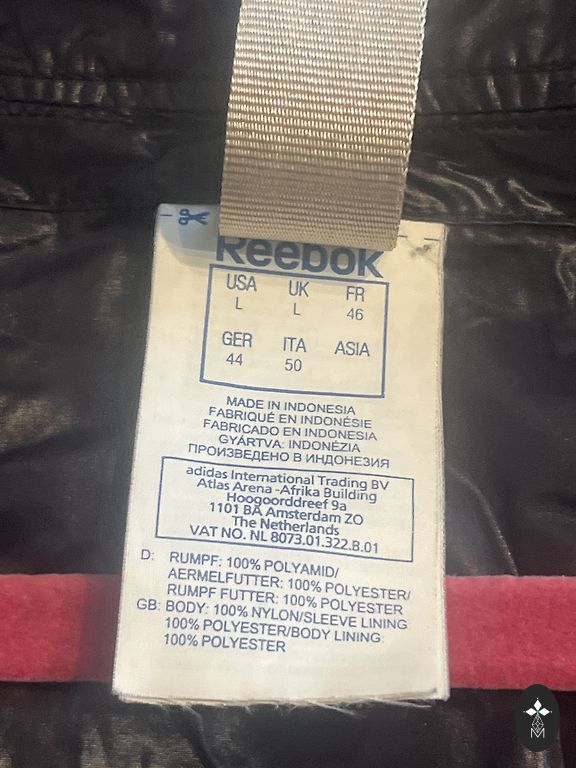 Reebok
USA UK FR
L L 46
GER ITA ASIA
44 50
MADE IN INDONESIA
FABRIQUÉ EN INDONÉSIE
FABRICADO EN INDONESIA
GYÁRTVA: INDONÉZIA
ПРОИЗВЕДЕНО В ИНДОНЕЗИЯ
adidas International Trading BV
Atlas Arena -Afrika Building
Hoogoorddreef 9a
1101 BA Amsterdam ZO
The Netherlands
VAT NO. NL 8073.01.322.B.01
D: RUMPF: 100% POLYAMID/
AERMELFUTTER: 100% POLYESTER/
RUMPF FUTTER: 100% POLYESTER
GB: BODY: 100% NYLON/SLEEVE LINING
100% POLYESTER/BODY LINING:
100% POLYESTER
M